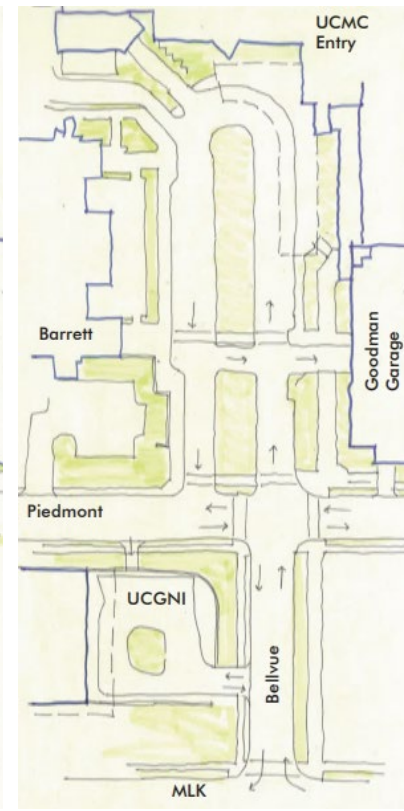 UCMC
Entry
Barrett
Goodman
Garage
Piedmont
UCGNI
Bellvue
MLK